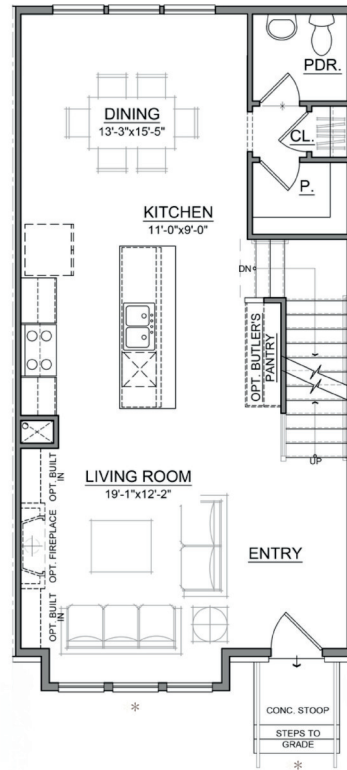 PDR.
DINING
13'-3"x15'-5"
CL.
P.
KITCHEN
11'-0"x9'-0"
DN
OPT. BUTLER'S
PANTRY
UP
LIVING ROOM
19'-1"x12'-2"
OPT. BUILT
IN
OPT. FIREPLACE
OPT. BUILT
IN
ENTRY
CONC. STOOP
STEPS TO
GRADE